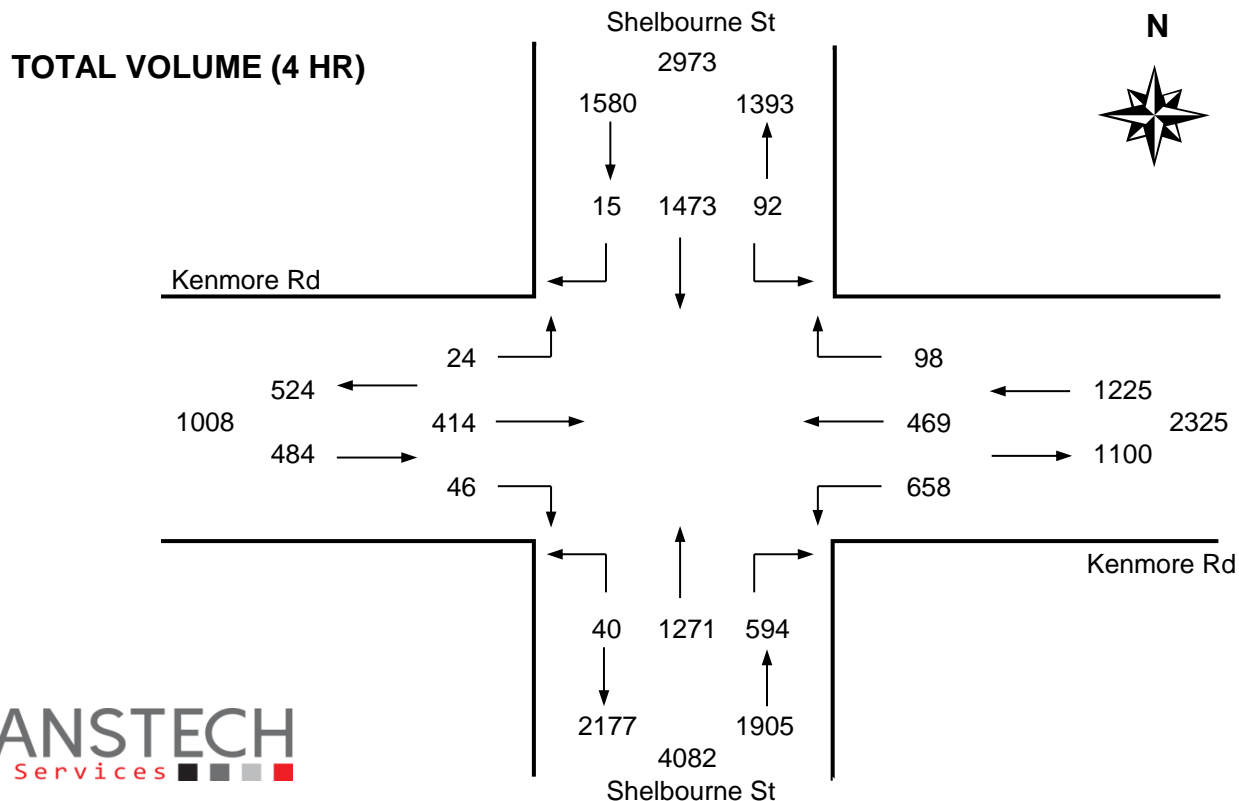 Shelbourne St
N
TOTAL VOLUME (4 HR)
2973
1580 1393
15 1473 92
Kenmore Rd
24 98
524 1225
1008 414 469 2325
484 1100
46 658
Kenmore Rd
40 1271 594
2177 1905
4082
Shelbourne St
ANSTECH
Services